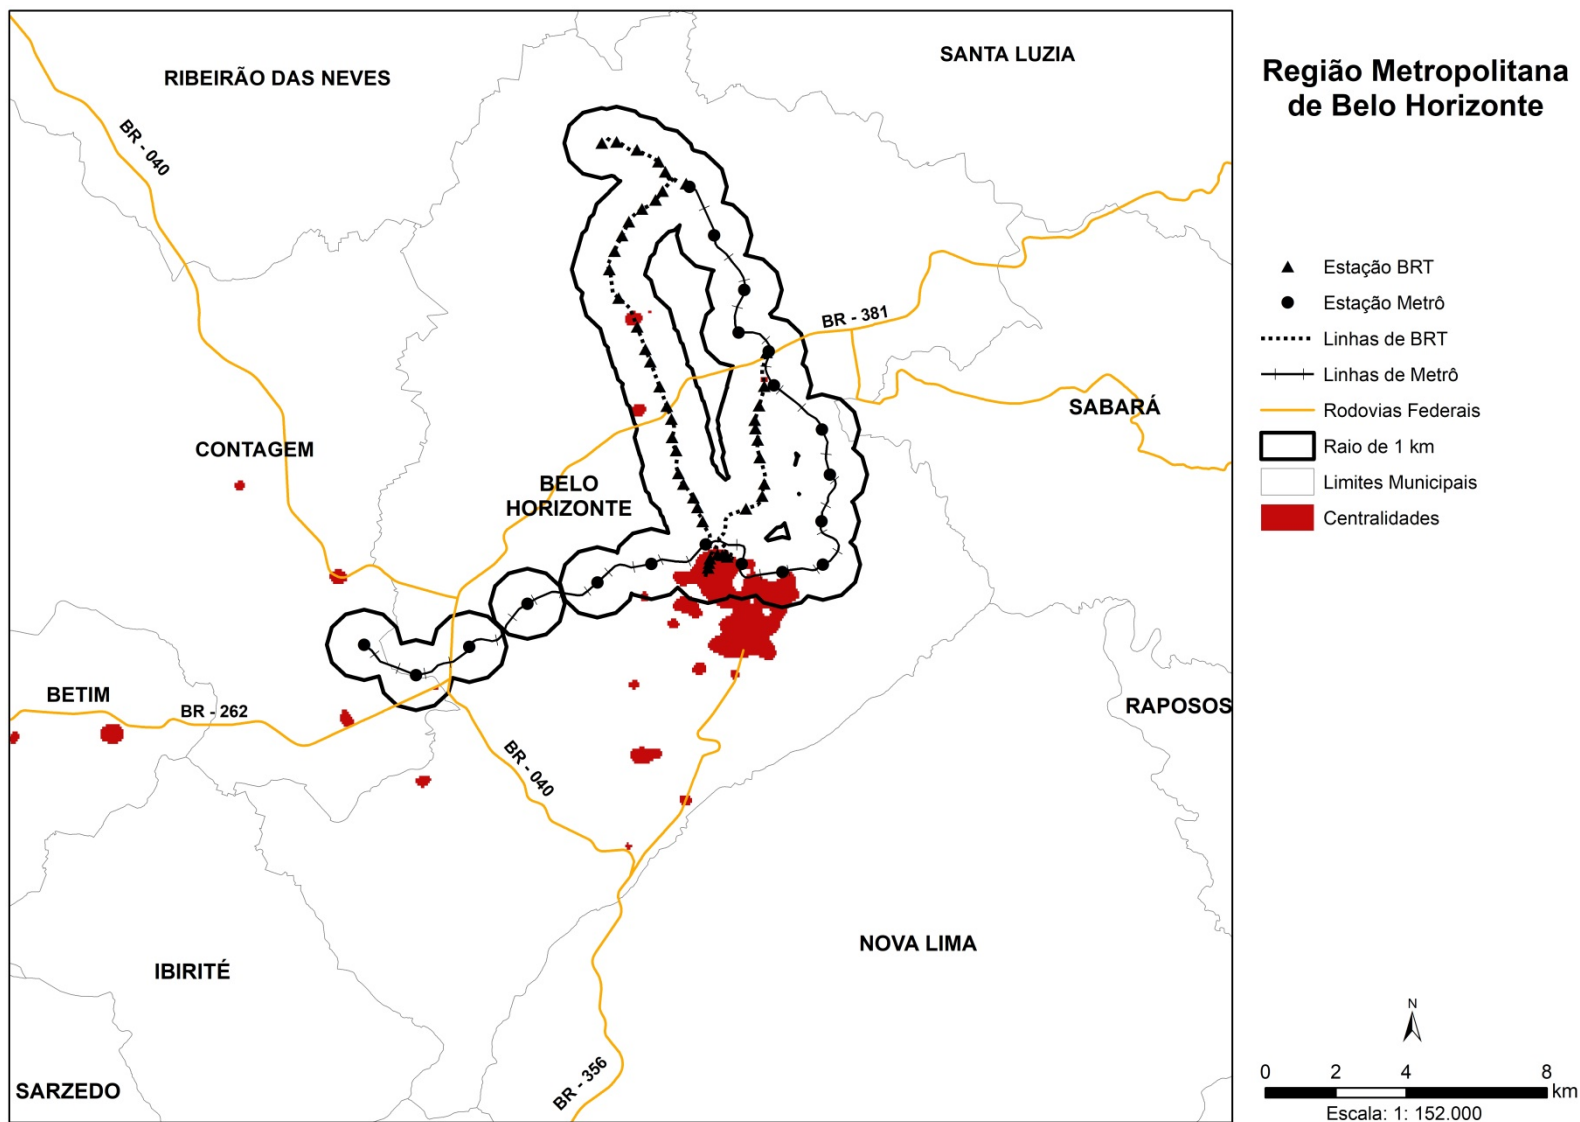 RIBEIRÃO DAS NEVES
SANTA LUZIA
BR - 040
BR - 381
SABARÁ
CONTAGEM
BELO
HORIZONTE
BETIM
BR - 262
RAPOSOS
BR - 040
NOVA LIMA
IBIRITÉ
SARZEDO
BR - 356
Região Metropolitana
de Belo Horizonte
Estação BRT
Estação Metrô
Linhas de BRT
Linhas de Metrô
Rodovias Federais
Raio de 1 km
Limites Municipais
Centralidades
N
0 2 4 8
km
Escala: 1: 152.000